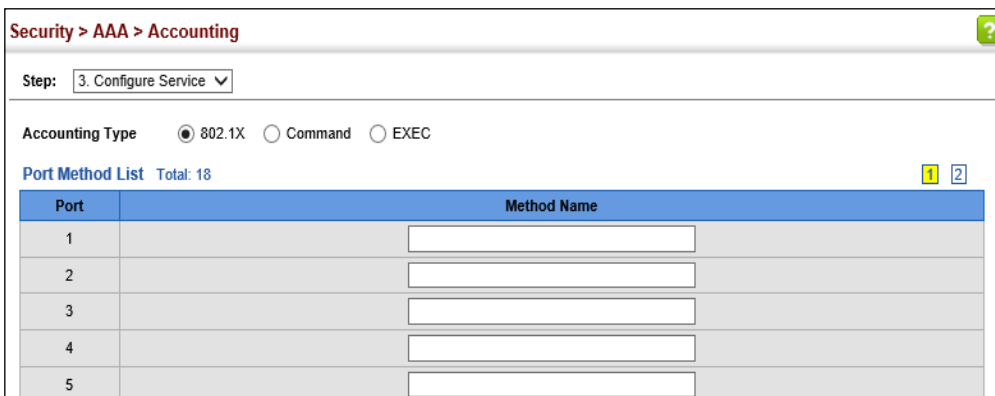 Security > AAA > Accounting
?
Step: 3. Configure Service
Accounting Type 802.1X Command EXEC
Port Method List Total: 18 1 2
Port Method Name
1
2
3
4
5